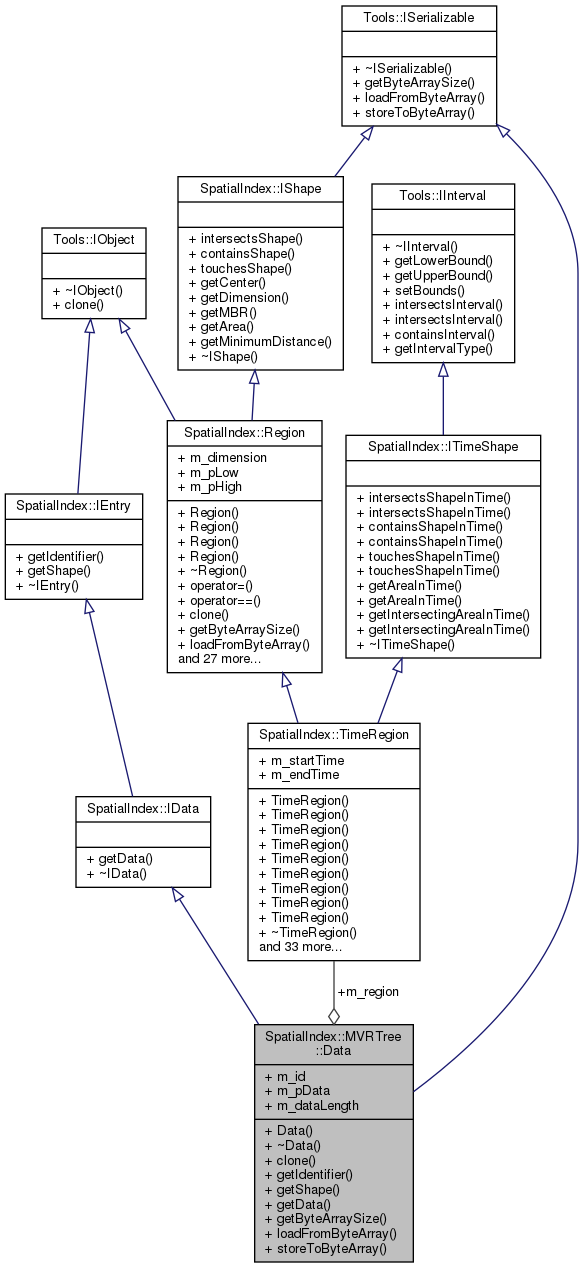 Tools::ISerializable
+ ~ISerializable()
+ getByteArraySize()
+ loadFromByteArray()
+ storeToByteArray()
SpatialIndex::IShape
+ intersectsShape()
+ containsShape()
+ touchesShape()
+ getCenter()
+ getDimension()
+ getMBR()
+ getArea()
+ getMinimumDistance()
+ ~IShape()
Tools::IInterval
+ ~IInterval()
+ getLowerBound()
+ getUpperBound()
+ setBounds()
+ intersectsInterval()
+ intersectsInterval()
+ containsInterval()
+ getIntervalType()
Tools::IObject
+ ~IObject()
+ clone()
SpatialIndex::Region
+ m_dimension
+ m_pLow
+ m_pHigh
+ Region()
+ Region()
+ Region()
+ Region()
+ ~Region()
+ operator=()
+ operator==()
+ clone()
+ getByteArraySize()
+ loadFromByteArray()
and 27 more...
SpatialIndex::ITimeShape
+ intersectsShapeInTime()
+ intersectsShapeInTime()
+ containsShapeInTime()
+ containsShapeInTime()
+ touchesShapeInTime()
+ touchesShapeInTime()
+ getAreaInTime()
+ getAreaInTime()
+ getIntersectingAreaInTime()
+ getIntersectingAreaInTime()
+ ~ITimeShape()
SpatialIndex::IEntry
+ getIdentifier()
+ getShape()
+ ~IEntry()
SpatialIndex::TimeRegion
+ m_startTime
+ m_endTime
+ TimeRegion()
+ TimeRegion()
+ TimeRegion()
+ TimeRegion()
+ TimeRegion()
+ TimeRegion()
+ TimeRegion()
+ TimeRegion()
+ TimeRegion()
+ ~TimeRegion()
and 33 more...
SpatialIndex::IData
+ getData()
+ ~IData()
+m_region
SpatialIndex::MVRTree
::Data
+ m_id
+ m_pData
+ m_dataLength
+ Data()
+ ~Data()
+ clone()
+ getIdentifier()
+ getShape()
+ getData()
+ getByteArraySize()
+ loadFromByteArray()
+ storeToByteArray()